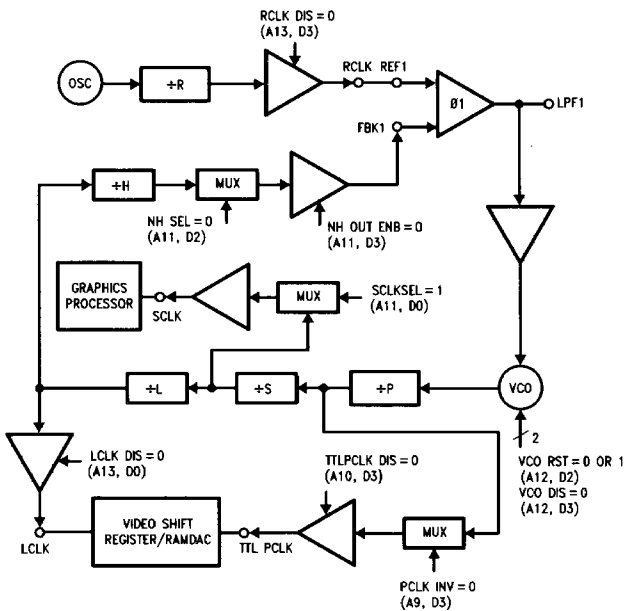 RCLK DIS=0
(A13, D3)
OSC
÷R
RCLK REF1
Ø1
LPF1
FBK1
÷H
MUX
NH SEL=0
(A11, D2)
NH OUT ENB=0
(A11, D3)
GRAPHICS
PROCESSOR
SCLK
MUX
SCLKSEL=1
(A11, D0)
÷L
÷S
÷P
VCO
2
VCO RST=0 OR 1
(A12, D2)
VCO DIS=0
(A12, D3)
LCLK DIS=0
(A13, D0)
TTLPCLK DIS=0
(A10, D3)
LCLK
VIDEO SHIFT
REGISTER/RAMDAC
TTL PCLK
MUX
PCLK INV=0
(A9, D3)